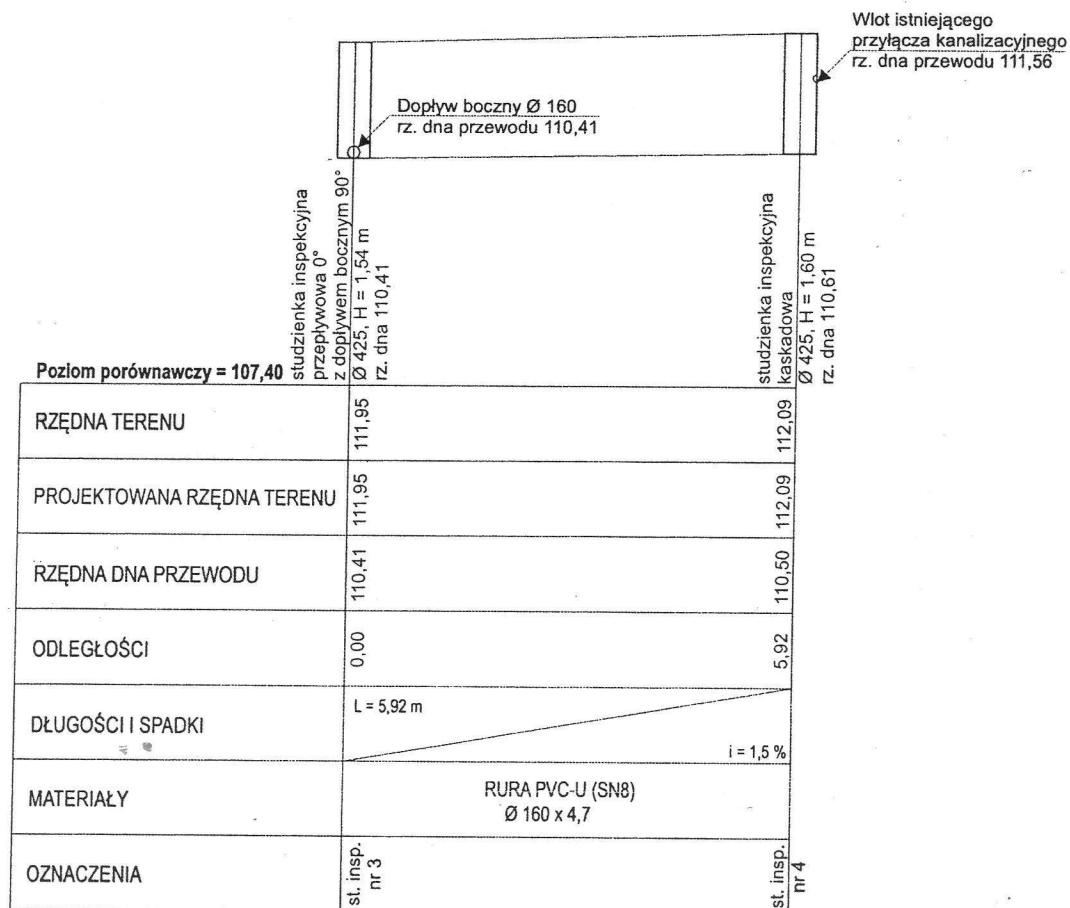 Wlot istniejącego
przyłącza kanalizacyjnego
rz. dna przewodu 111,56
Dopływ boczny Ø 160
rz. dna przewodu 110,41
studzienka inspekcyjna
przepływowa 0°
z dopływem bocznym 90°
Ø 425, H = 1,54 m
rz. dna 110,41
studzienka inspekcyjna
kaskadowa
Ø 425, H = 1,60 m
rz. dna 110,61
Poziom porównawczy = 107,40
RZĘDNA TERENU
111,95
112,09
PROJEKTOWANA RZĘDNA TERENU
111,95
112,09
RZĘDNA DNA PRZEWODU
110,41
110,50
ODLEGŁOŚCI
0,00
5,92
DŁUGOŚCI I SPADKI
L = 5,92 m
i = 1,5 %
MATERIAŁY
RURA PVC-U (SN8)
Ø 160 x 4,7
OZNACZENIA
st. insp.
nr 3
st. insp.
nr 4